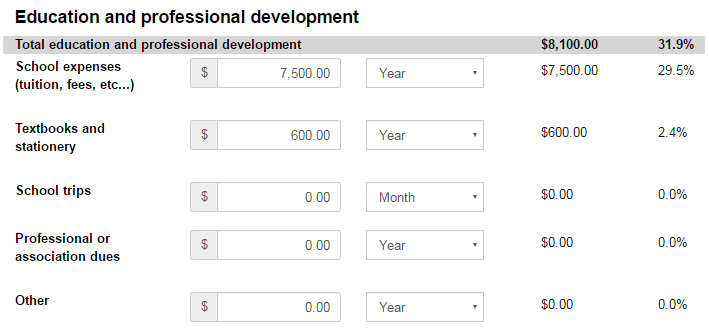 Education and professional development
Total education and professional development $8,100.00 31.9%
School expenses
(tuition, fees, etc...) $ 7,500.00 Year $7,500.00 29.5%
Textbooks and
stationery $ 600.00 Year $600.00 2.4%
School trips $ 0.00 Month $0.00 0.0%
Professional or
association dues $ 0.00 Year $0.00 0.0%
Other $ 0.00 Year $0.00 0.0%